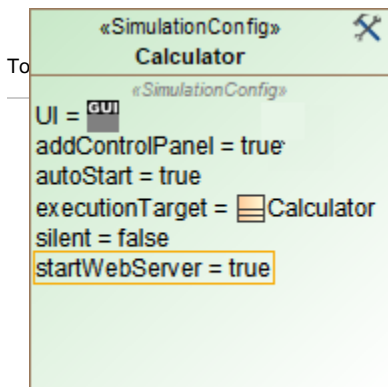 «SimulationConfig»
Calculator
To
«SimulationConfig»
UI = GUI
addControlPanel = true
autoStart = true
executionTarget = Calculator
silent = false
startWebServer = true